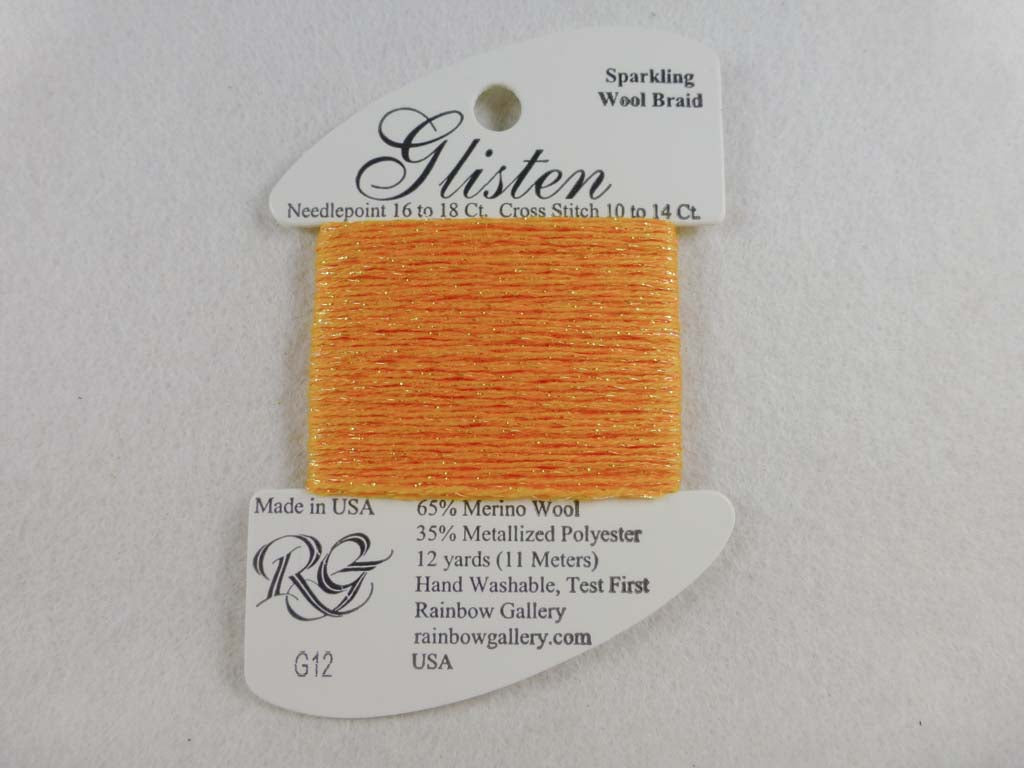 Sparkling
Wool Braid
Glisten
Needlepoint 16 to 18 Ct. Cross Stitch 10 to 14 Ct.
Made in USA
RG
G12
65% Merino Wool
35% Metallized Polyester
12 yards (11 Meters)
Hand Washable, Test First
Rainbow Gallery
rainbowgallery.com
USA